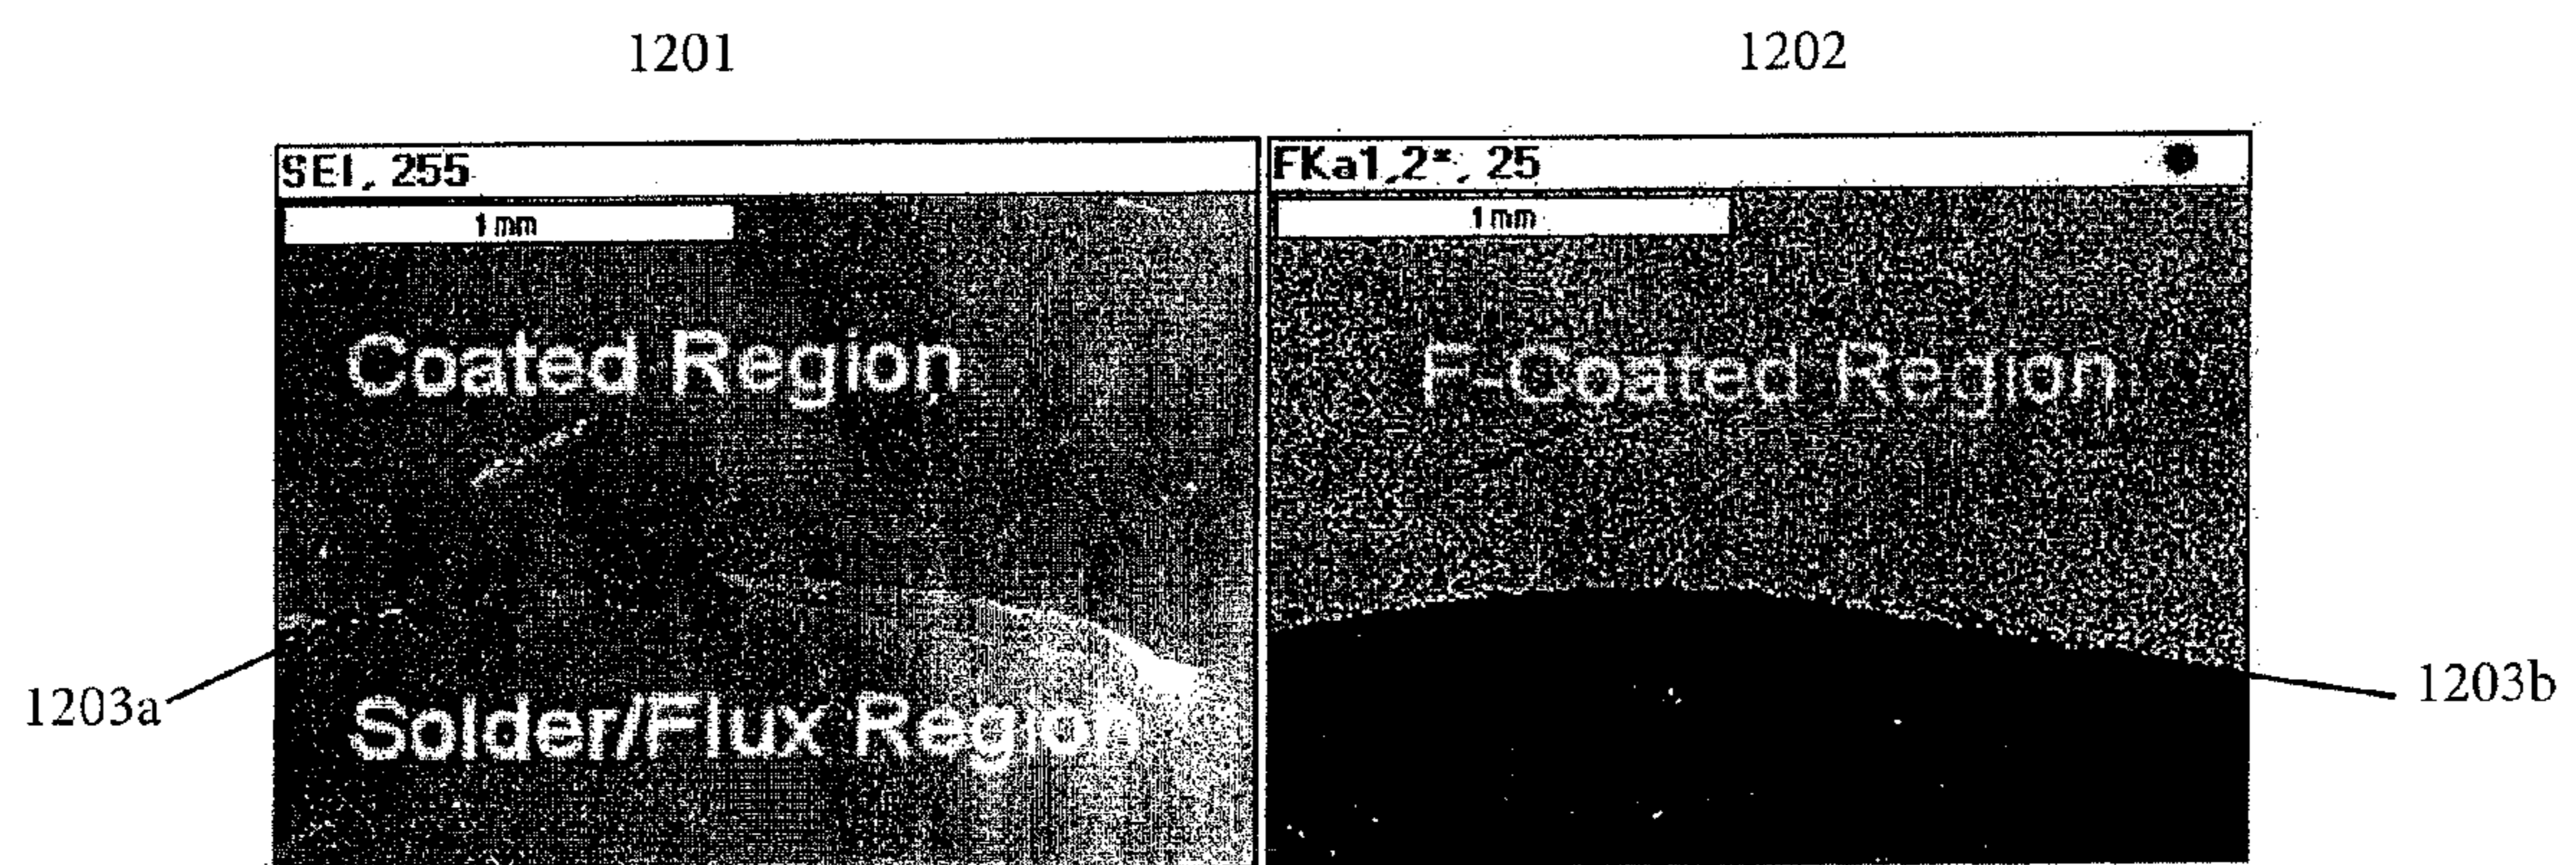 1201
1202
SEI, 255
FKa1,2*, 25
1 mm
1 mm
Coated Region
F-Coated Region
1203a
1203b
Solder/Flux Region